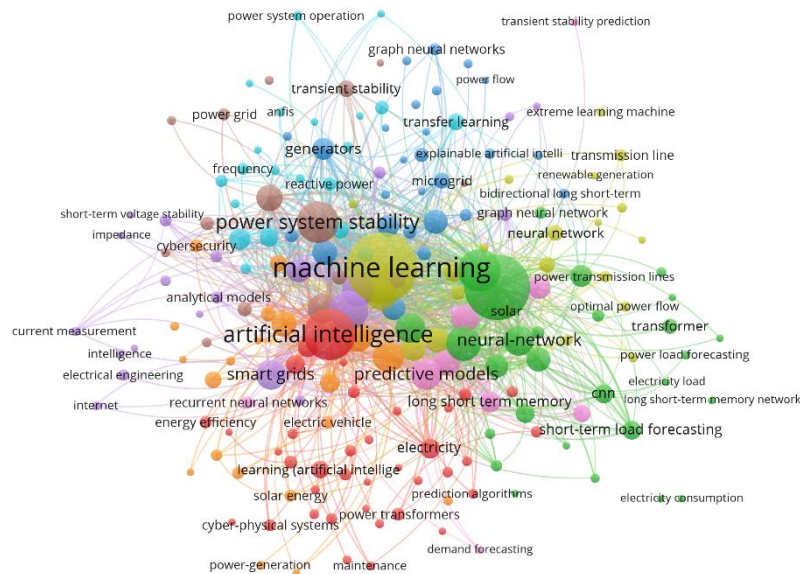 power system operation
transient stability prediction
graph neural networks
power flow
transient stability
power grid
anfis
transfer learning
extreme learning machine
generators
explainable artificial intelli
transmission line
frequency
reactive power
microgrid
renewable generation
bidirectional long short-term
short-term voltage stability
power system stability
graph neural network
impedance
neural network
cybersecurity
machine learning
power transmission lines
analytical models
solar
optimal power flow
current measurement
artificial intelligence
neural-network
transformer
intelligence
power load forecasting
electrical engineering
smart grids
predictive models
electricity load
internet
recurrent neural networks
long short term memory
cnn
long short-term memory network
energy efficiency
electric vehicle
short-term load forecasting
electricity
learning (artificial intellige
solar energy
prediction algorithms
electricity consumption
cyber-physical systems
power transformers
demand forecasting
power-generation
maintenance